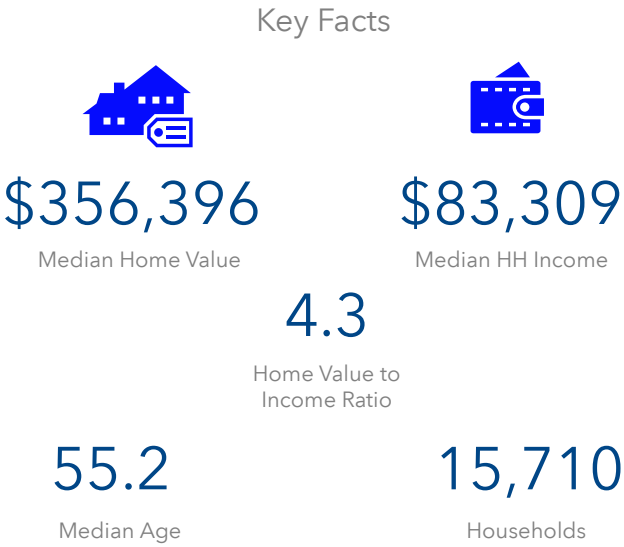 Key Facts
$356,396
$83,309
Median Home Value
Median HH Income
4.3
Home Value to
Income Ratio
55.2
15,710
Median Age
Households